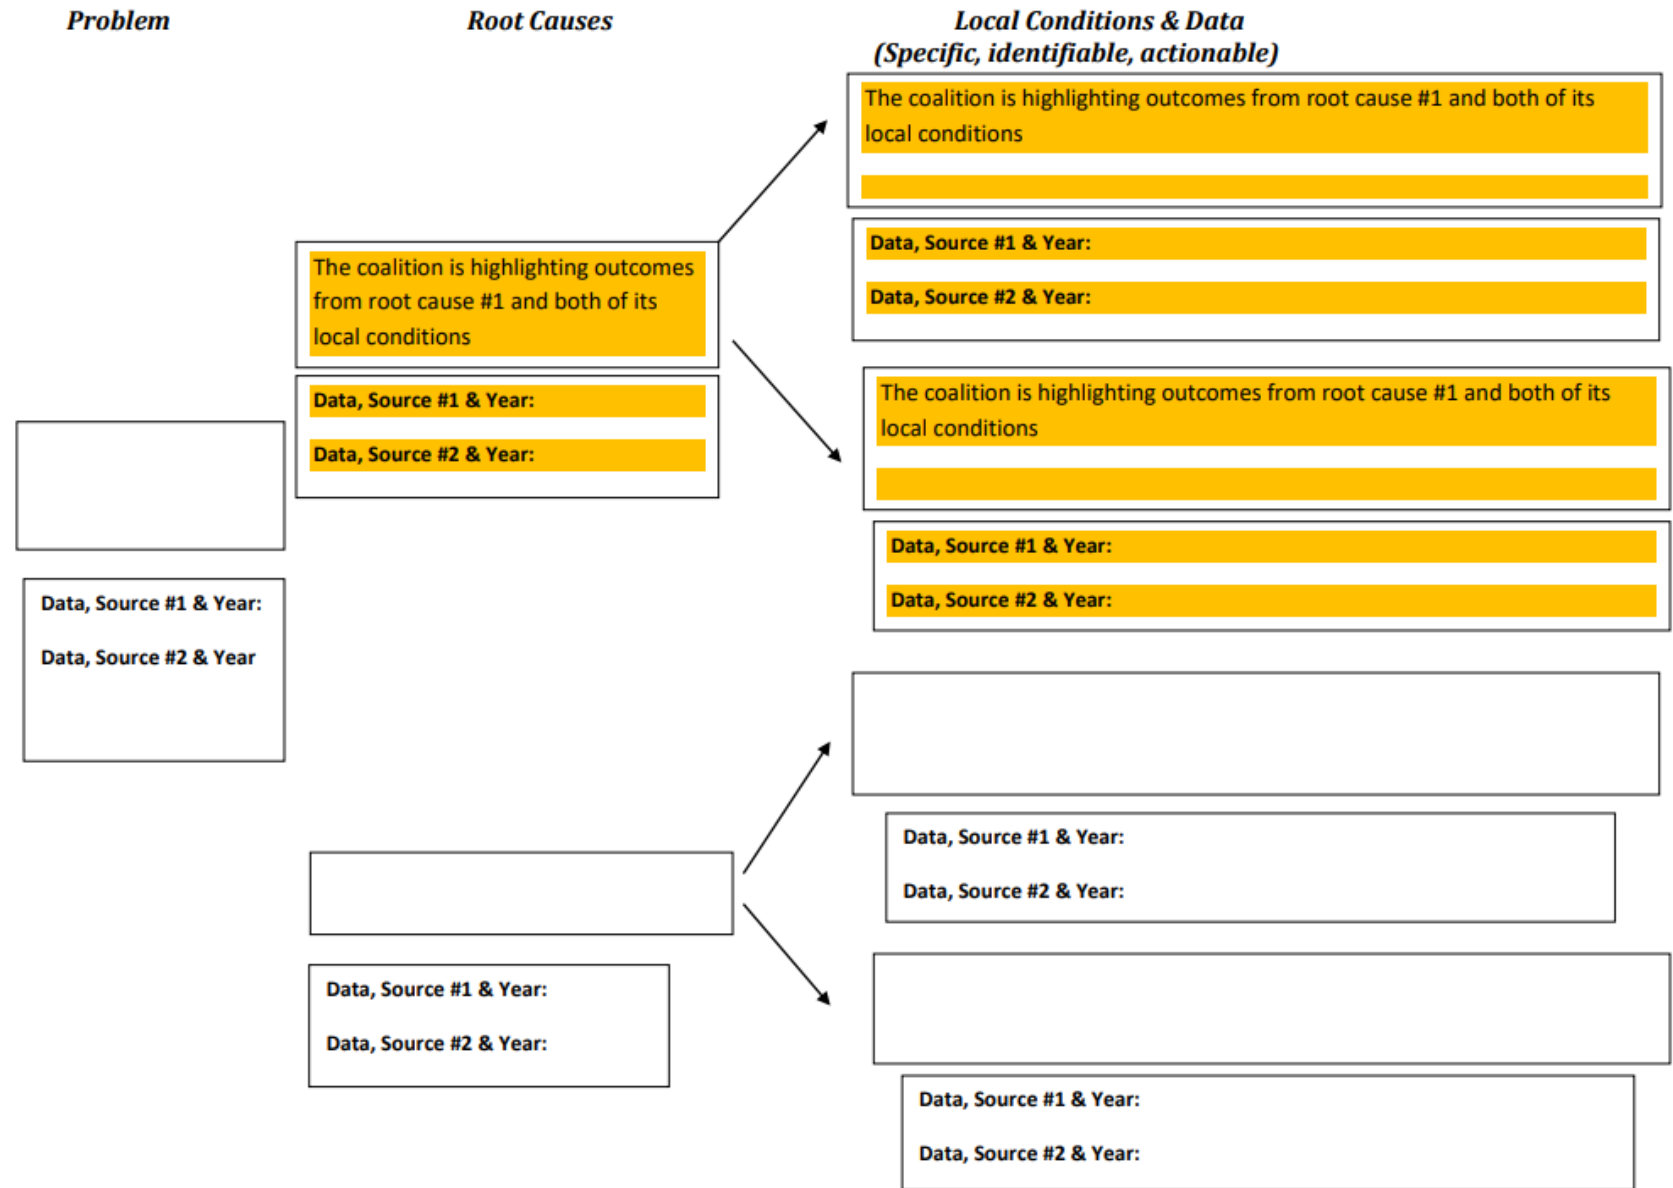 Problem
Root Causes
Local Conditions & Data
(Specific, identifiable, actionable)
The coalition is highlighting outcomes from root cause #1 and both of its
local conditions
Data, Source #1 & Year:
Data, Source #2 & Year:
The coalition is highlighting outcomes
from root cause #1 and both of its
local conditions
Data, Source #1 & Year:
Data, Source #2 & Year:
The coalition is highlighting outcomes from root cause #1 and both of its
local conditions
Data, Source #1 & Year:
Data, Source #2 & Year:
Data, Source #1 & Year:
Data, Source #2 & Year
Data, Source #1 & Year:
Data, Source #2 & Year:
Data, Source #1 & Year:
Data, Source #2 & Year:
Data, Source #1 & Year:
Data, Source #2 & Year: